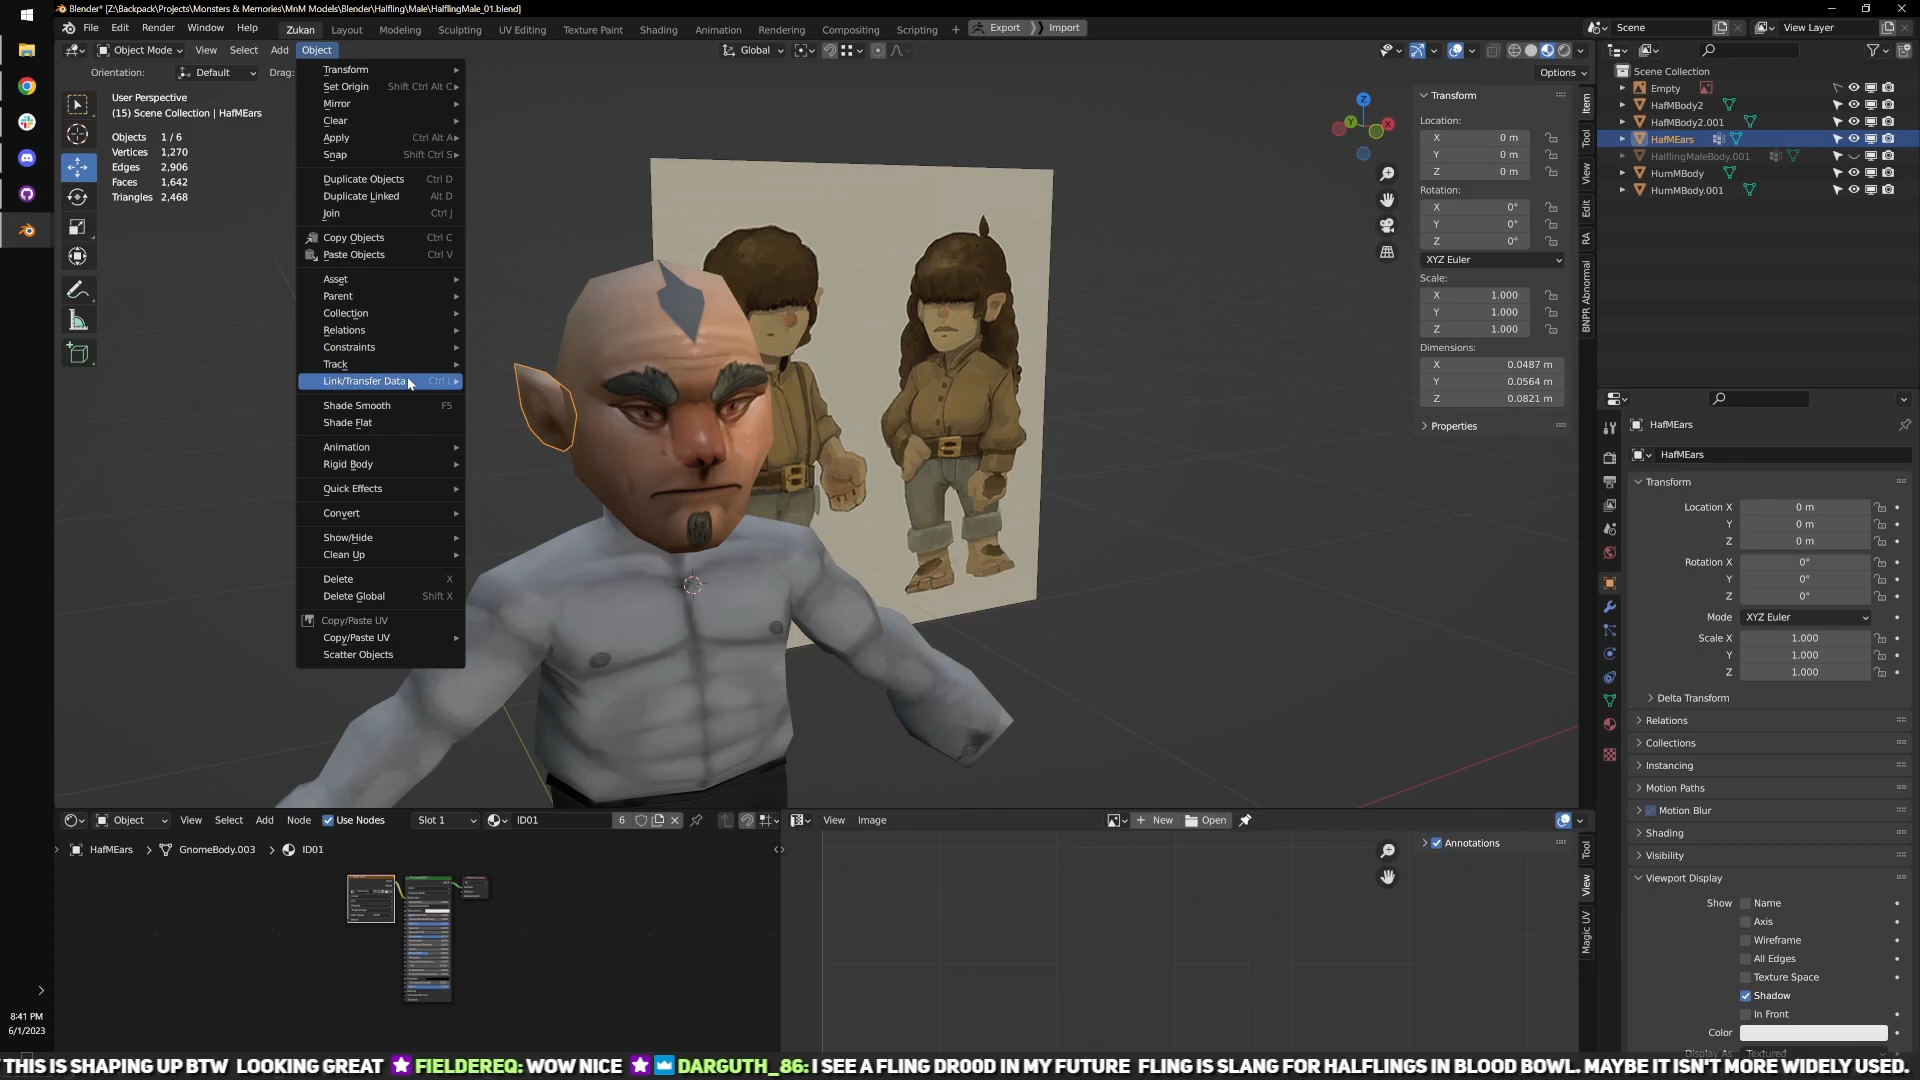 Blender* [Z:\Backpack\Projects\Monsters & Memories\MnM Models\Blender\Halfling\Male\HalflingMale_01.blend]
File Edit Render Window Help Zukan Layout Modeling Sculpting UV Editing Texture Paint Shading Animation Rendering Compositing Scripting + Export Import Scene View Layer
Object Mode View Select Add Object Global
Orientation: Default Drag: Options
User Perspective
(15) Scene Collection | HafMEars
Objects 1 / 6
Vertices 1,270
Edges 2,906
Faces 1,642
Triangles 2,468
Transform
Set Origin Shift Ctrl Alt C
Mirror
Clear
Apply Ctrl Alt A
Snap Shift Ctrl S
Duplicate Objects Ctrl D
Duplicate Linked Alt D
Join Ctrl J
Copy Objects Ctrl C
Paste Objects Ctrl V
Asset
Parent
Collection
Relations
Constraints
Track
Link/Transfer Data Ctrl L
Shade Smooth F5
Shade Flat
Animation
Rigid Body
Quick Effects
Convert
Show/Hide
Clean Up
Delete X
Delete Global Shift X
Copy/Paste UV
Copy/Paste UV
Scatter Objects
Z
Y
X
Transform
Location:
X 0 m
Y 0 m
Z 0 m
Rotation:
X 0°
Y 0°
Z 0°
XYZ Euler
Scale:
X 1.000
Y 1.000
Z 1.000
Dimensions:
X 0.0487 m
Y 0.0564 m
Z 0.0821 m
Properties
Item
Tool
View
Edit
RA
BNPR Abnormal
Scene Collection
Empty
HafMBody2
HafMBody2.001
HafMEars
HalflingMaleBody.001
HumMBody
HumMBody.001
HafMEars
HafMEars
Transform
Location X 0 m
Y 0 m
Z 0 m
Rotation X 0°
Y 0°
Z 0°
Mode XYZ Euler
Scale X 1.000
Y 1.000
Z 1.000
Delta Transform
Relations
Collections
Instancing
Motion Paths
Motion Blur
Shading
Visibility
Viewport Display
Show Name
Axis
Wireframe
All Edges
Texture Space
Shadow
In Front
Color
Display As Textured
Object View Select Add Node Use Nodes Slot 1 ID01 6
HafMEars > GnomeBody.003 > ID01
View Image + New Open
Annotations
Tool
View
Magic UV
8:41 PM
6/1/2023
THIS IS SHAPING UP BTW LOOKING GREAT FIELDEREQ: WOW NICE DARGUTH_86: I SEE A FLING DROOD IN MY FUTURE FLING IS SLANG FOR HALFLINGS IN BLOOD BOWL. MAYBE IT ISN'T MORE WIDELY USED.